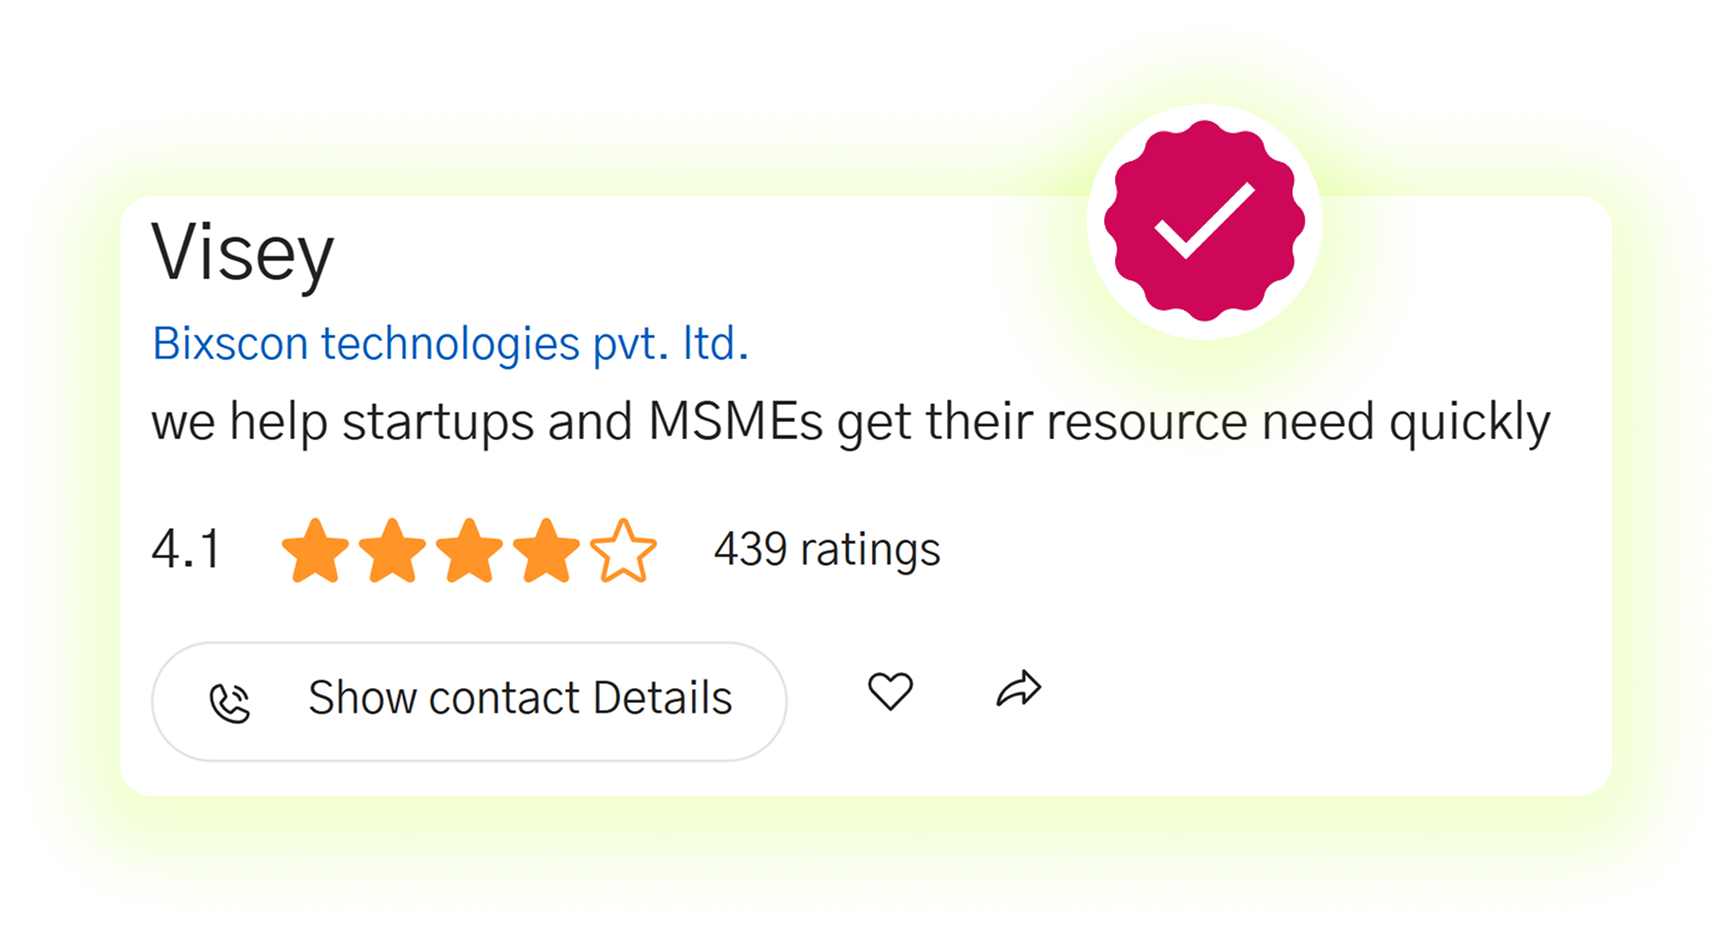 Visey
Bixscon technologies pvt. ltd.
we help startups and MSMEs get their resource need quickly
4.1 439 ratings
Show contact Details